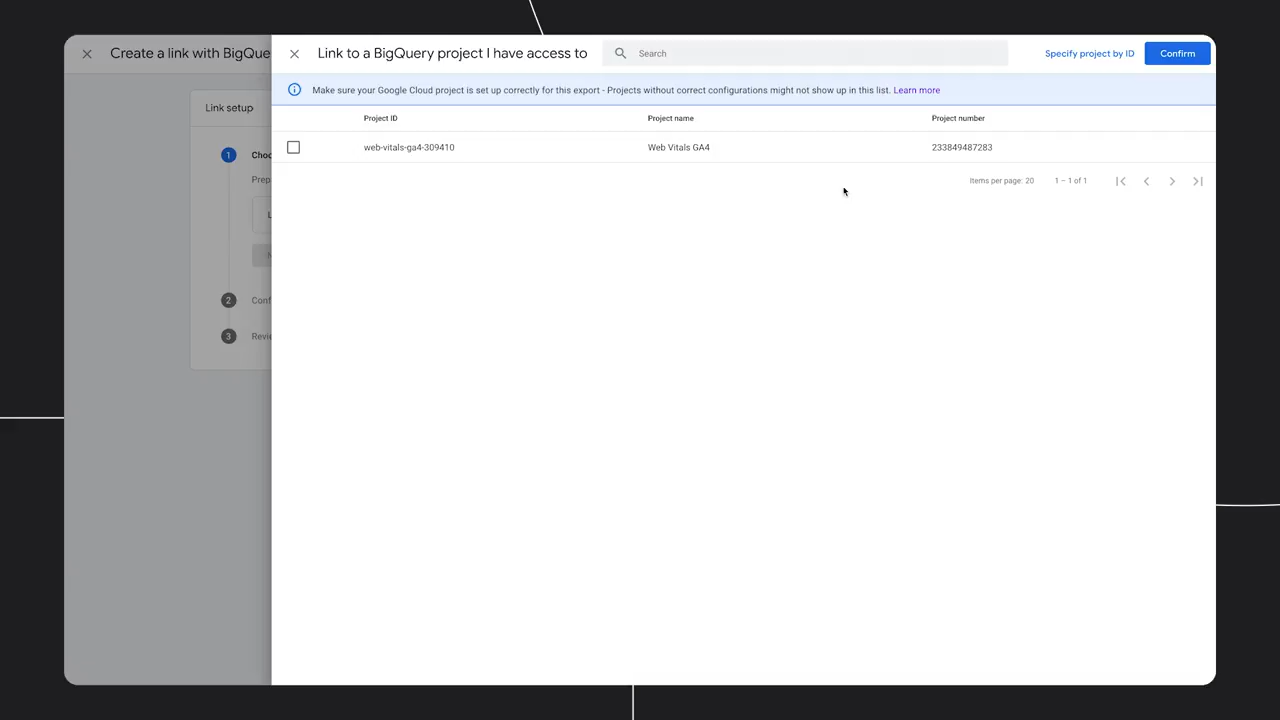 Create a link with BigQue
Link to a BigQuery project I have access to
Search
Specify project by ID
Confirm
Make sure your Google Cloud project is set up correctly for this export - Projects without correct configurations might not show up in this list. Learn more
Link setup
Project ID
Project name
Project number
web-vitals-ga4-309410
Web Vitals GA4
233849487283
Items per page: 20
1 – 1 of 1
1
Choo
Prep
L
N
2
Conf
3
Revie